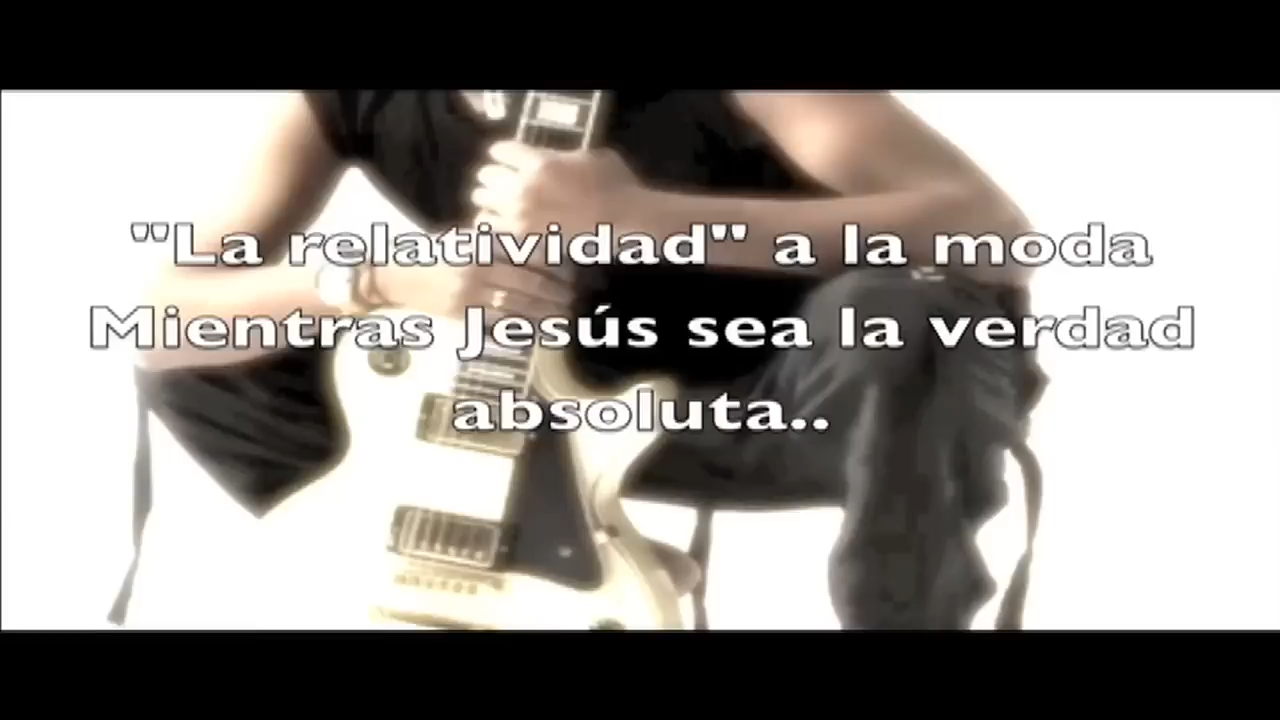 "La relatividad" a la moda
Mientras Jesús sea la verdad
absoluta..